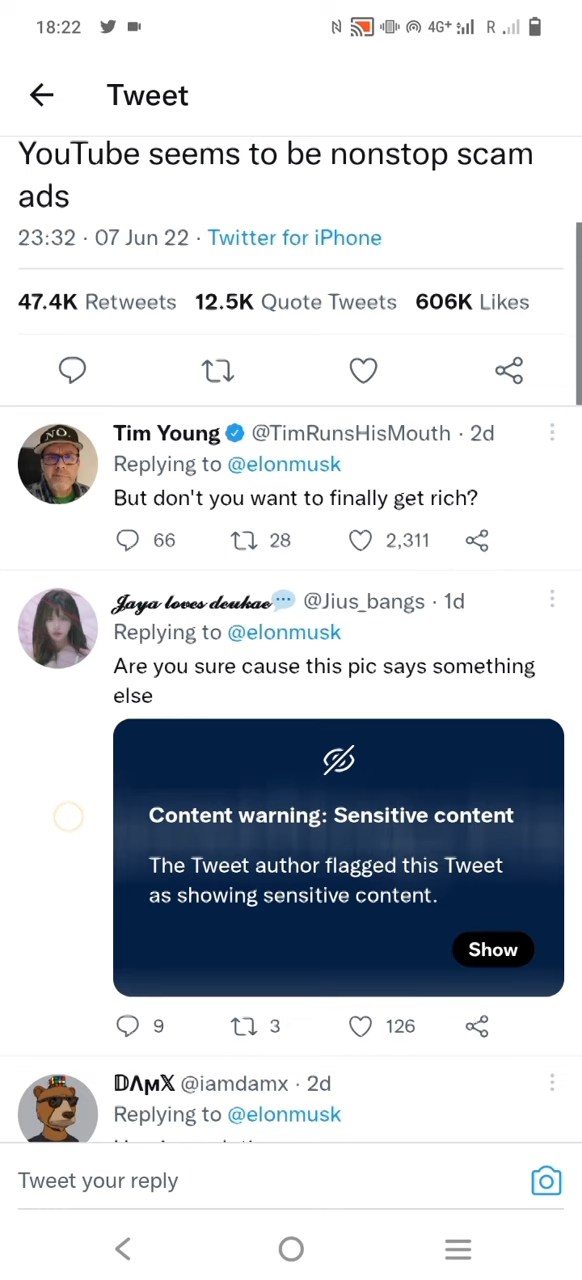 18:22 4G+ R
Tweet
YouTube seems to be nonstop scam
ads
23:32 · 07 Jun 22 · Twitter for iPhone
47.4K Retweets 12.5K Quote Tweets 606K Likes
NO.
Tim Young @TimRunsHisMouth · 2d
Replying to @elonmusk
But don't you want to finally get rich?
66 28 2,311
𝓙𝓪𝔂𝓪 𝓵𝓸𝓿𝓮𝓼 𝓭𝓮𝓾𝓴𝓪𝓮💬 @Jius_bangs · 1d
Replying to @elonmusk
Are you sure cause this pic says something
else
Content warning: Sensitive content
The Tweet author flagged this Tweet
as showing sensitive content.
Show
9 3 126
𝔻ΛᴍX @iamdamx · 2d
Replying to @elonmusk
Tweet your reply